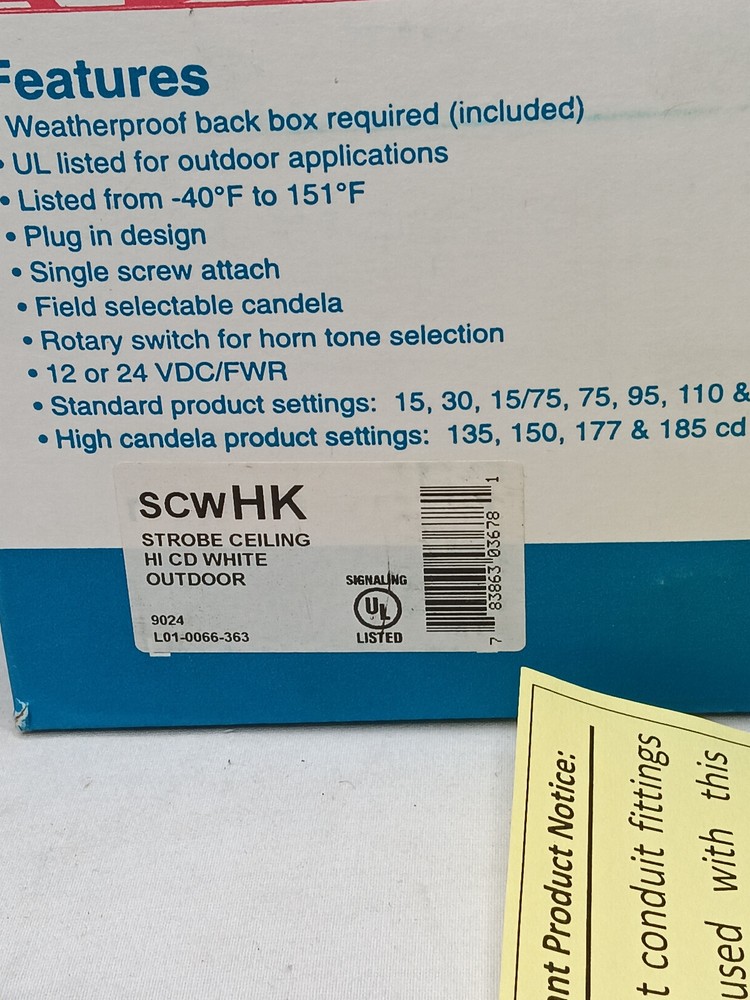 Features
Weatherproof back box required (included)
• UL listed for outdoor applications
• Listed from -40°F to 151°F
• Plug in design
• Single screw attach
• Field selectable candela
• Rotary switch for horn tone selection
• 12 or 24 VDC/FWR
• Standard product settings: 15, 30, 15/75, 75, 95, 110 &
• High candela product settings: 135, 150, 177 & 185 cd
SCWHK
STROBE CEILING
HI CD WHITE
OUTDOOR
9024
L01-0066-363
SIGNALING
UL
LISTED
7 83863 03678 1
Product Notice:
conduit fittings
used with this